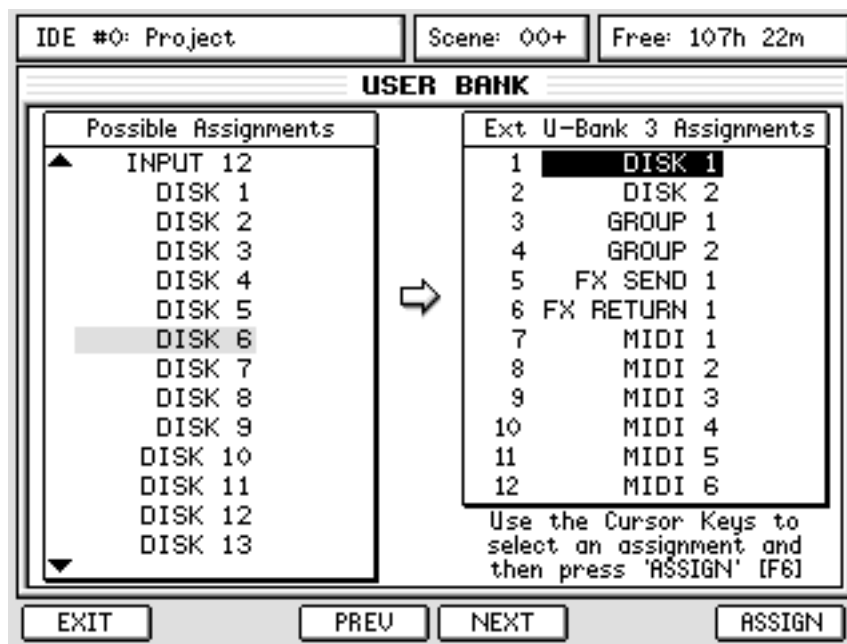 IDE #0: Project
Scene: 00+
Free: 107h 22m
USER BANK
Possible Assignments
INPUT 12
DISK 1
DISK 2
DISK 3
DISK 4
DISK 5
DISK 6
DISK 7
DISK 8
DISK 9
DISK 10
DISK 11
DISK 12
DISK 13
Ext U-Bank 3 Assignments
1 DISK 1
2 DISK 2
3 GROUP 1
4 GROUP 2
5 FX SEND 1
6 FX RETURN 1
7 MIDI 1
8 MIDI 2
9 MIDI 3
10 MIDI 4
11 MIDI 5
12 MIDI 6
Use the Cursor Keys to
select an assignment and
then press 'ASSIGN' [F6]
EXIT
PREV
NEXT
ASSIGN